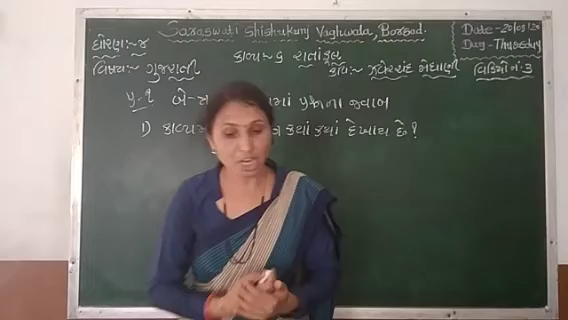 Saraswati Shishukunj Vaghwala, Borsad.
Date - 20/08/20
Day - Thursday
ધોરણ :~ ૪
કાવ્ય ~ ૬ રાતાં ફૂલ
વિષય :~ ગુજરાતી
કવિ :~ ઝવેરચંદ મેઘાણી
વિડિયો નં : ૩
પ્ર - ૧ બે- માં પ્રશ્નના જવાબ
1) ક્યાં ક્યાં દેખાય છે ?